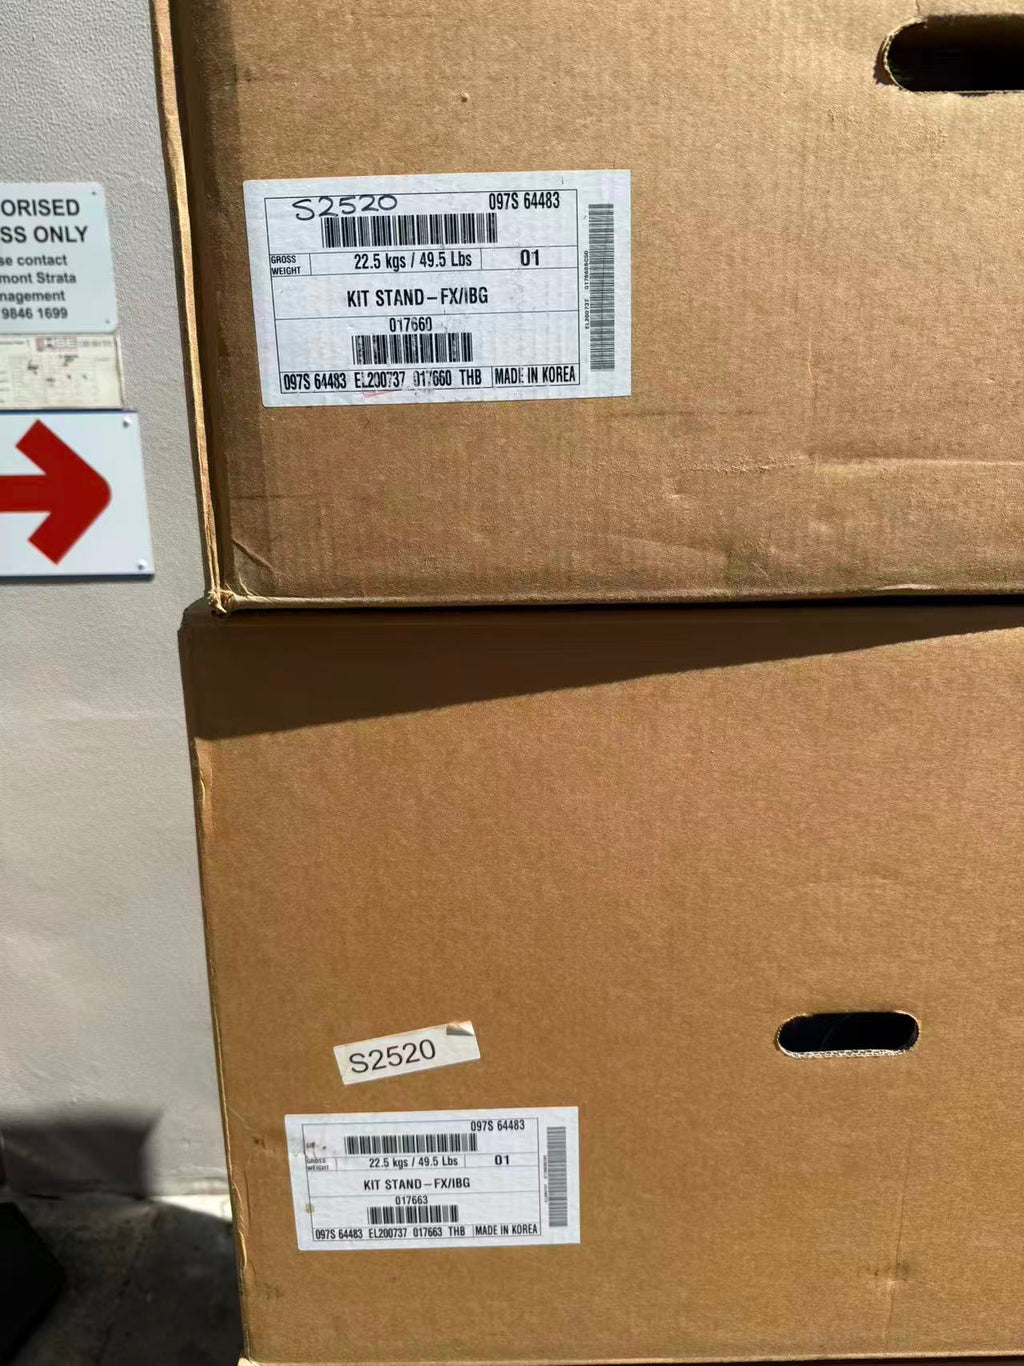 ORISED
SS ONLY
se contact
mont Strata
nagement
9846 1699
S2520
097S 64483
GROSS WEIGHT 22.5 kgs / 49.5 Lbs 01
KIT STAND-FX/IBG
017660
097S 64483 EL200737 017660 THB MADE IN KOREA
S2520
097S 64483
GROSS WEIGHT 22.5 kgs / 49.5 Lbs 01
KIT STAND-FX/IBG
017663
097S 64483 EL200737 017663 THB MADE IN KOREA